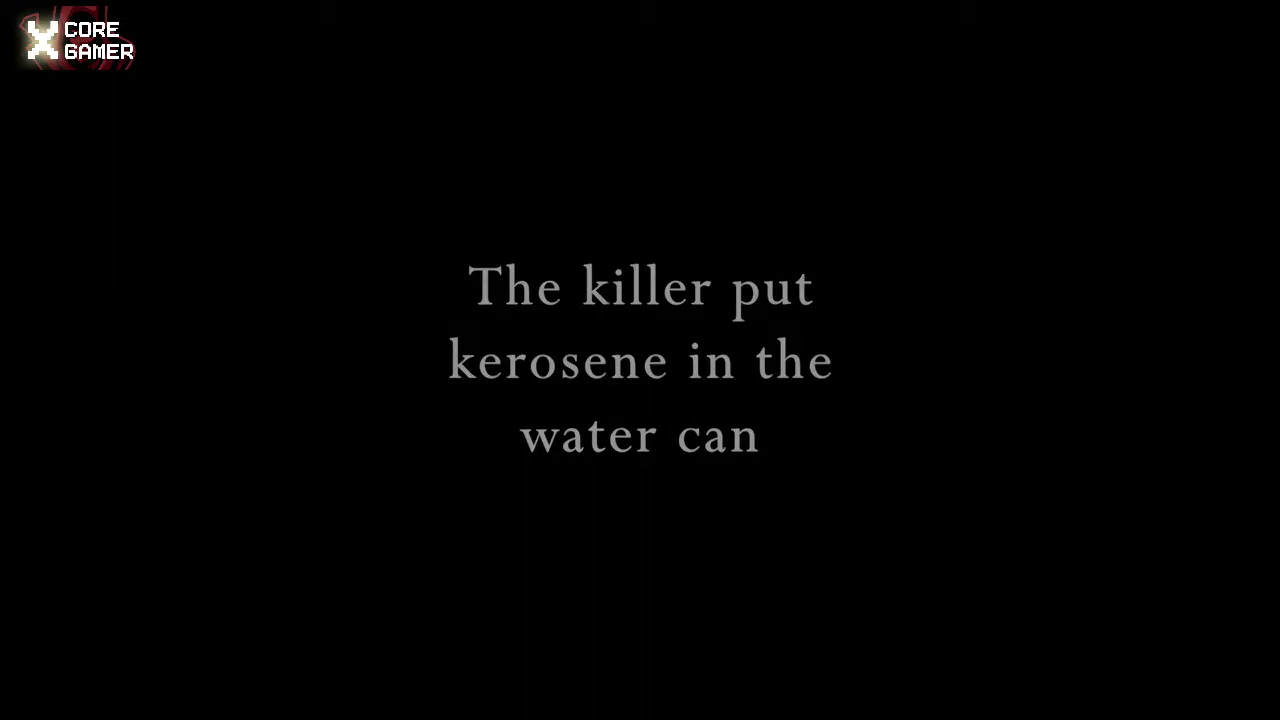 CORE
GAMER
The killer put
kerosene in the
water can